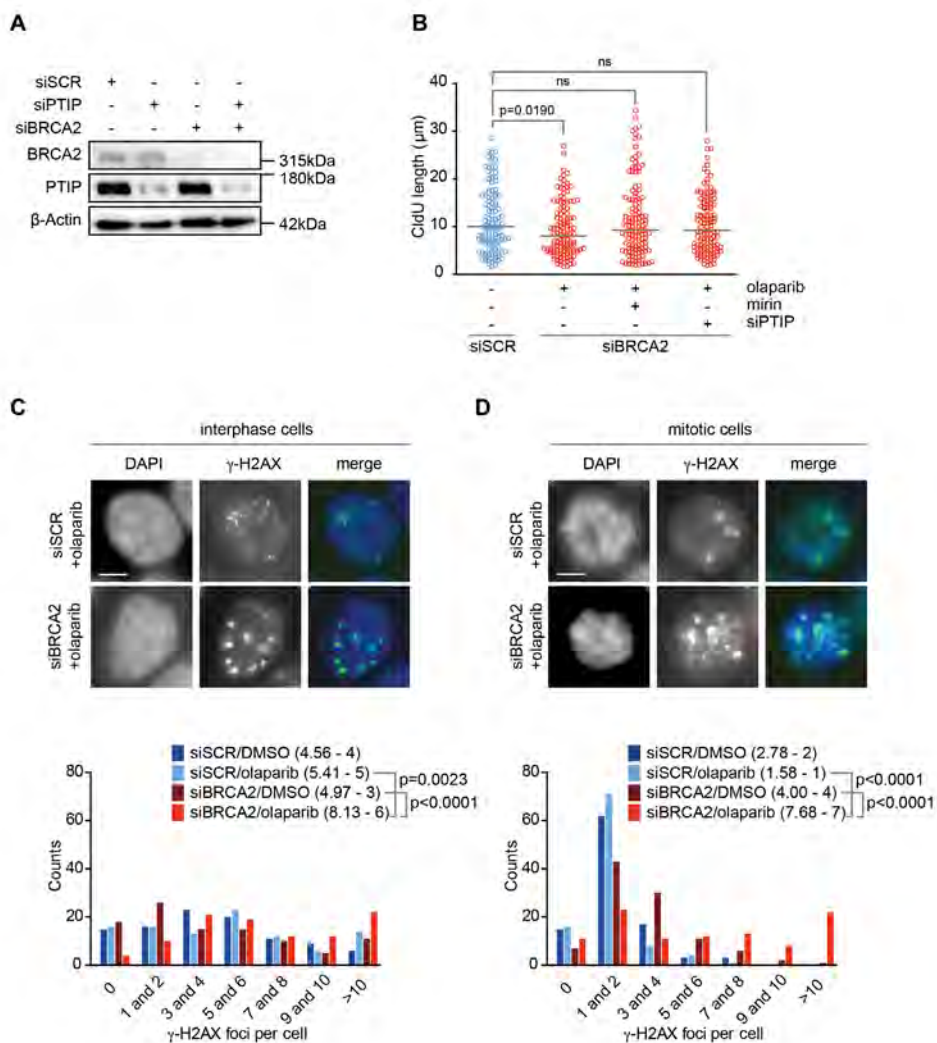 A
siSCR + - - -
siPTIP - + - +
siBRCA2 - - + +
BRCA2
315kDa
180kDa
PTIP
β-Actin
42kDa
B
ns
ns
p=0.0190
CldU length (μm)
40
30
20
10
0
- + + + olaparib
- - + - mirin
- - - + siPTIP
siSCR siBRCA2
C
interphase cells
DAPI γ-H2AX merge
siSCR
+olaparib
siBRCA2
+olaparib
siSCR/DMSO (4.56 - 4)
siSCR/olaparib (5.41 - 5)
siBRCA2/DMSO (4.97 - 3)
siBRCA2/olaparib (8.13 - 6)
p=0.0023
p<0.0001
Counts
80
60
40
20
0
0
1 and 2
3 and 4
5 and 6
7 and 8
9 and 10
>10
γ-H2AX foci per cell
D
mitotic cells
DAPI γ-H2AX merge
siSCR
+olaparib
siBRCA2
+olaparib
siSCR/DMSO (2.78 - 2)
siSCR/olaparib (1.58 - 1)
siBRCA2/DMSO (4.00 - 4)
siBRCA2/olaparib (7.68 - 7)
p<0.0001
p<0.0001
Counts
80
60
40
20
0
0
1 and 2
3 and 4
5 and 6
7 and 8
9 and 10
>10
γ-H2AX foci per cell